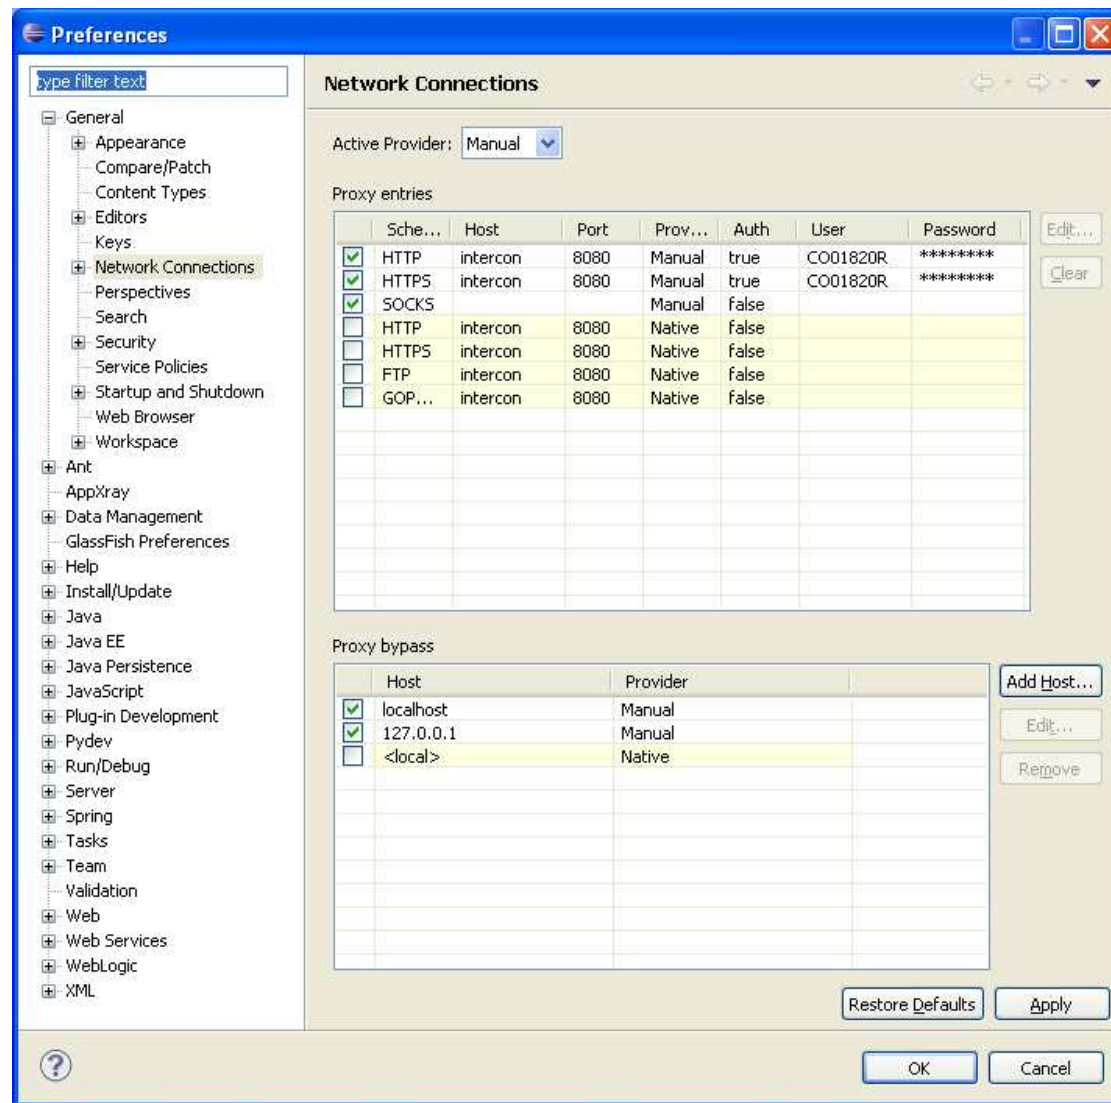 Preferences
type filter text
General
Appearance
Compare/Patch
Content Types
Editors
Keys
Network Connections
Perspectives
Search
Security
Service Policies
Startup and Shutdown
Web Browser
Workspace
Ant
AppXray
Data Management
GlassFish Preferences
Help
Install/Update
Java
Java EE
Java Persistence
JavaScript
Plug-in Development
Pydev
Run/Debug
Server
Spring
Tasks
Team
Validation
Web
Web Services
WebLogic
XML
Network Connections
Active Provider: Manual
Proxy entries
Sche... Host Port Prov... Auth User Password
HTTP intercon 8080 Manual true CO01820R ********
HTTPS intercon 8080 Manual true CO01820R ********
SOCKS Manual false
HTTP intercon 8080 Native false
HTTPS intercon 8080 Native false
FTP intercon 8080 Native false
GOP... intercon 8080 Native false
Edit...
Clear
Proxy bypass
Host Provider
localhost Manual
127.0.0.1 Manual
<local> Native
Add Host...
Edit...
Remove
Restore Defaults Apply
? OK Cancel